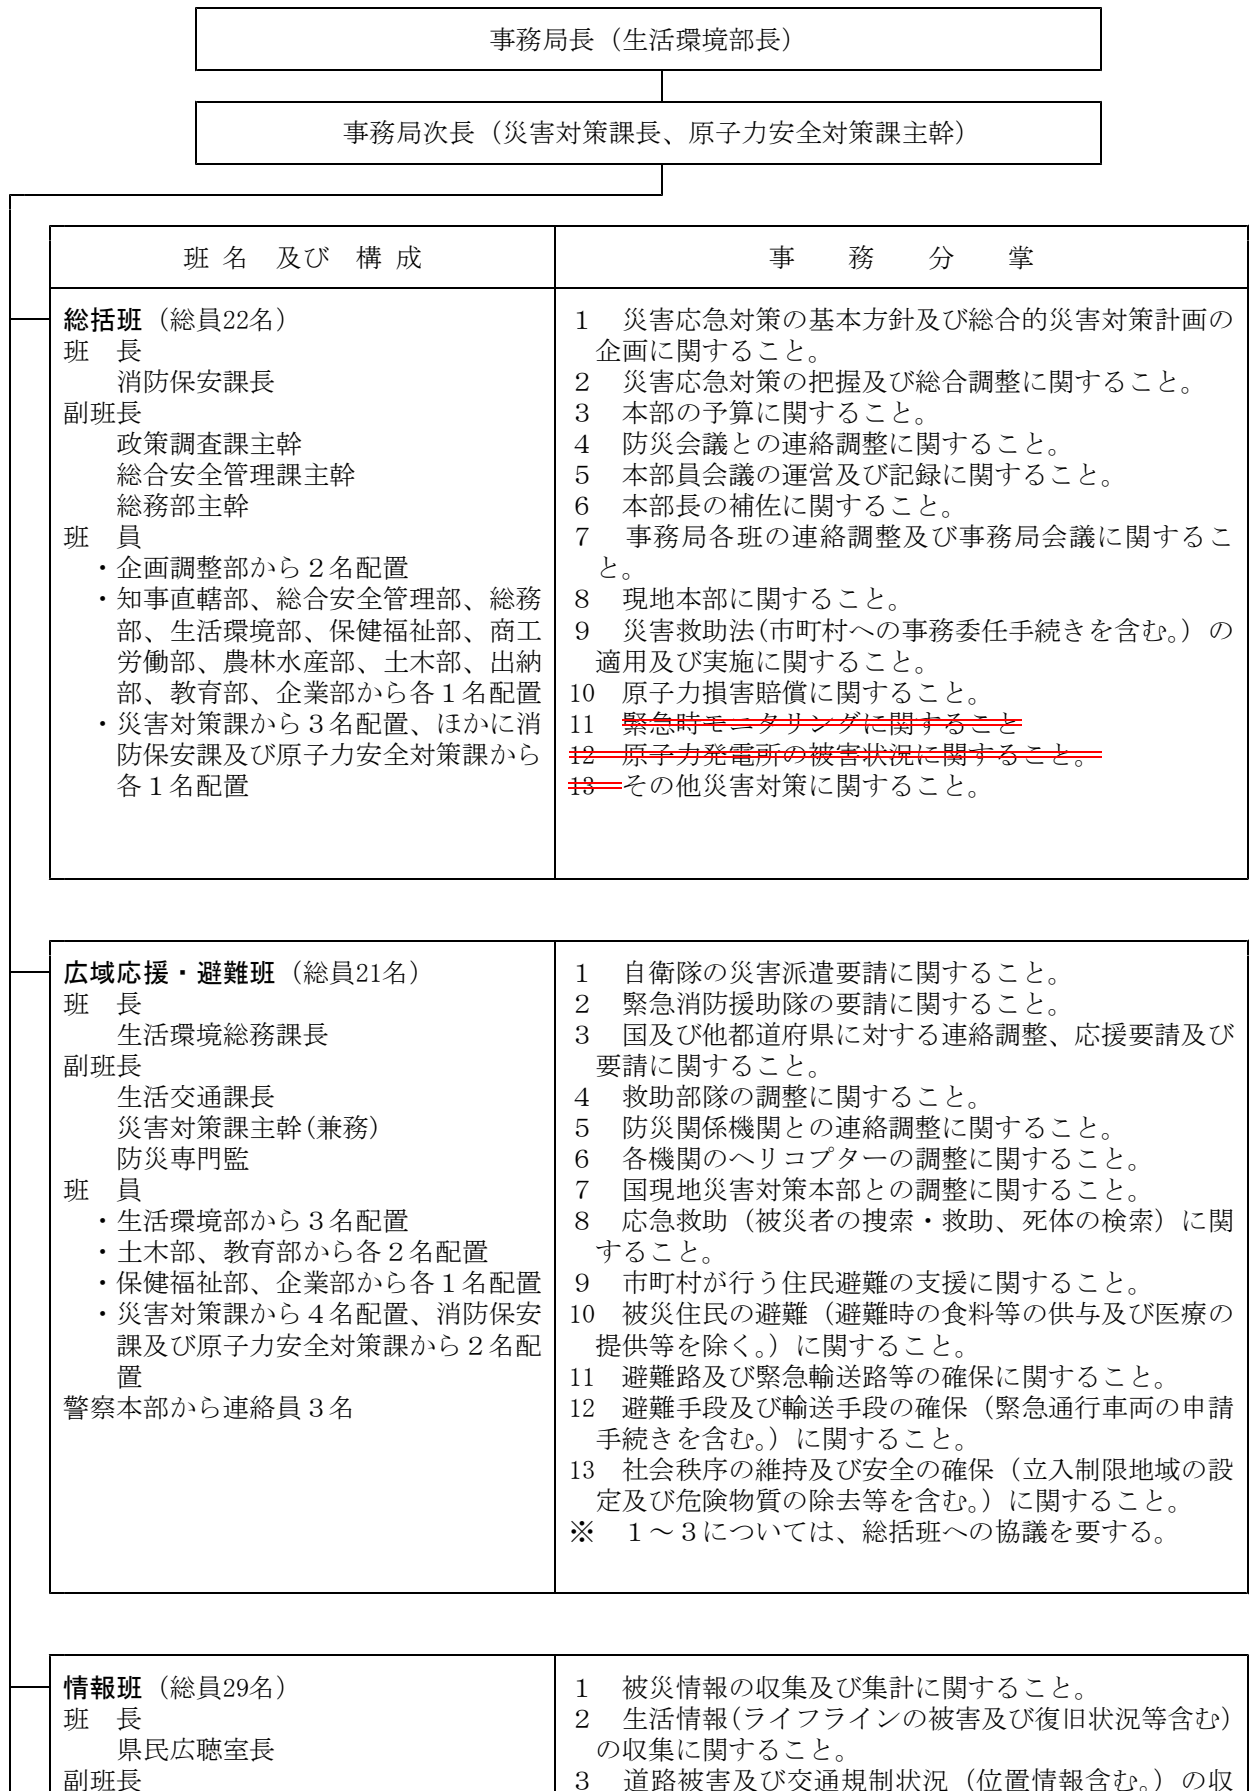 事務局長（生活環境部長）
事務局次長（災害対策課長、原子力安全対策課主幹）
班 名　及び　構 成
事　務　分　掌
総括班（総員22名）
班　長
消防保安課長
副班長
政策調査課主幹
総合安全管理課主幹
総務部主幹
班　員
・企画調整部から２名配置
・知事直轄部、総合安全管理部、総務
部、生活環境部、保健福祉部、商工
労働部、農林水産部、土木部、出納
部、教育部、企業部から各１名配置
・災害対策課から３名配置、ほかに消
防保安課及び原子力安全対策課から
各１名配置
１　災害応急対策の基本方針及び総合的災害対策計画の
企画に関すること。
２　災害応急対策の把握及び総合調整に関すること。
３　本部の予算に関すること。
４　防災会議との連絡調整に関すること。
５　本部員会議の運営及び記録に関すること。
６　本部長の補佐に関すること。
７　事務局各班の連絡調整及び事務局会議に関するこ
と。
８　現地本部に関すること。
９　災害救助法(市町村への事務委任手続きを含む。）の
適用及び実施に関すること。
10　原子力損害賠償に関すること。
11　緊急時モニタリングに関すること
12　原子力発電所の被害状況に関すること。
13　その他災害対策に関すること。
広域応援・避難班（総員21名）
班　長
生活環境総務課長
副班長
生活交通課長
災害対策課主幹(兼務)
防災専門監
班　員
・生活環境部から３名配置
・土木部、教育部から各２名配置
・保健福祉部、企業部から各１名配置
・災害対策課から４名配置、消防保安
課及び原子力安全対策課から２名配
置
警察本部から連絡員３名
１　自衛隊の災害派遣要請に関すること。
２　緊急消防援助隊の要請に関すること。
３　国及び他都道府県に対する連絡調整、応援要請及び
要請に関すること。
４　救助部隊の調整に関すること。
５　防災関係機関との連絡調整に関すること。
６　各機関のヘリコプターの調整に関すること。
７　国現地災害対策本部との調整に関すること。
８　応急救助（被災者の捜索・救助、死体の検索）に関
すること。
９　市町村が行う住民避難の支援に関すること。
10　被災住民の避難（避難時の食料等の供与及び医療の
提供等を除く。）に関すること。
11　避難路及び緊急輸送路等の確保に関すること。
12　避難手段及び輸送手段の確保（緊急通行車両の申請
手続きを含む。）に関すること。
13　社会秩序の維持及び安全の確保（立入制限地域の設
定及び危険物質の除去等を含む。）に関すること。
※　１～３については、総括班への協議を要する。
情報班（総員29名）
班　長
県民広聴室長
副班長
１　被災情報の収集及び集計に関すること。
２　生活情報(ライフラインの被害及び復旧状況等含む)
の収集に関すること。
３　道路被害及び交通規制状況（位置情報含む。）の収